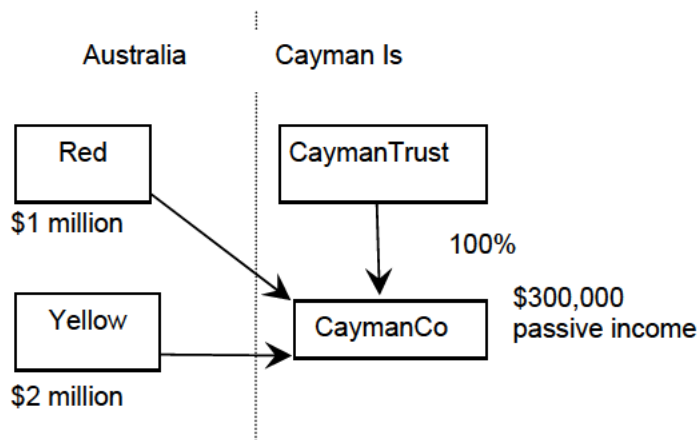 Australia
Cayman Is
Red
CaymanTrust
$1 million
100%
Yellow
CaymanCo
$300,000
passive income
$2 million